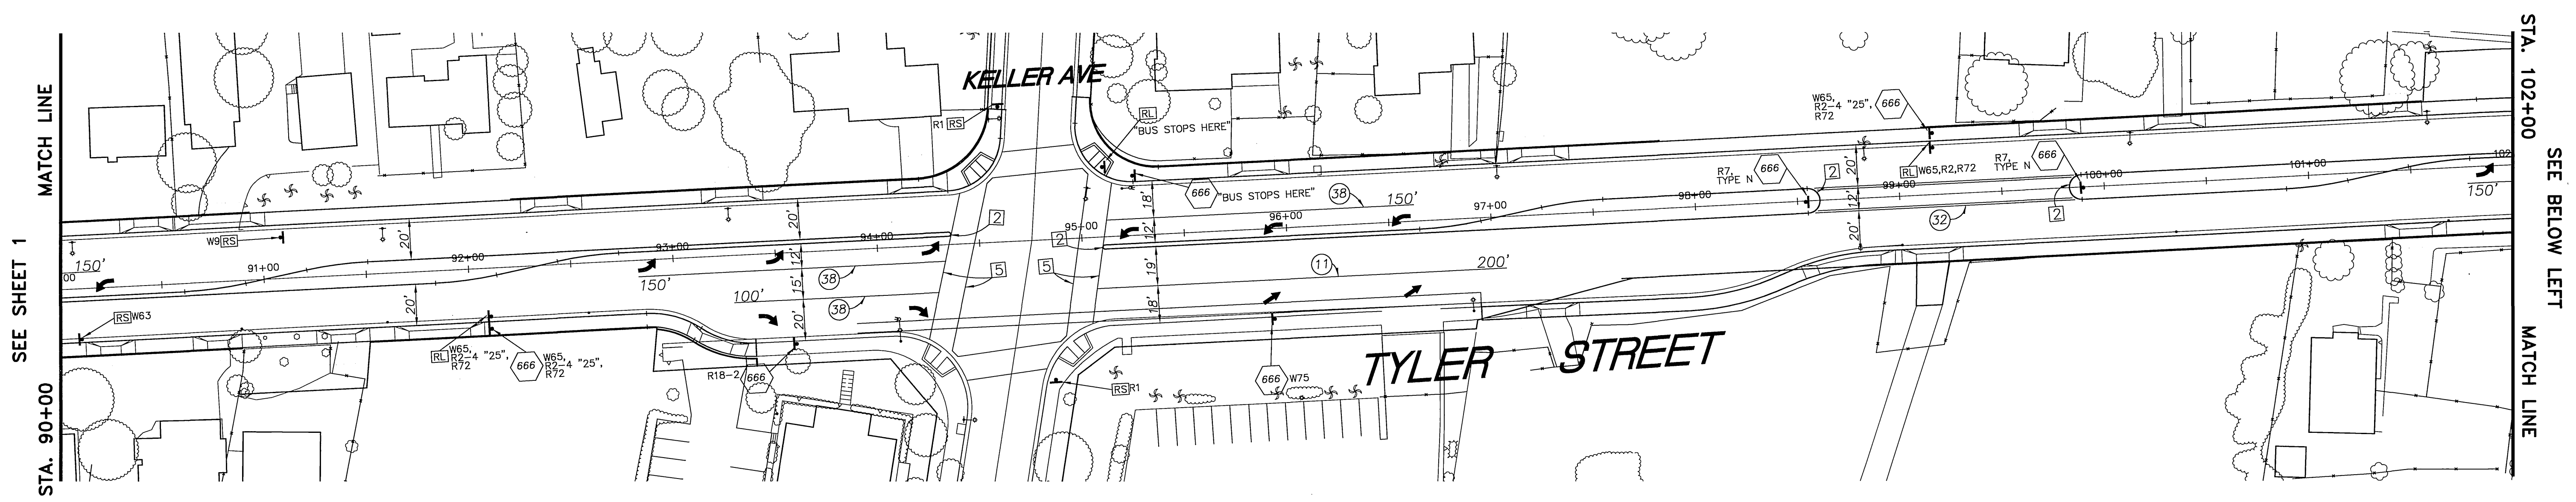 SEE SHEET 1
STA. 90+00 MATCH LINE
KELLER AVE
R1 RS
RL
"BUS STOPS HERE"
666
"BUS STOPS HERE"
W9 RS
20'
20'
150'
00
91+00
92+00
93+00
94+00
95+00
96+00
97+00
98+00
99+00
100+00
101+00
102
2
2
5
5
150'
100'
12'
15'
20'
20'
38
38
18'
12'
19'
18'
38
150'
11
200'
RS W63
RL W65,
R2-4 "25",
R72
666
W65,
R2-4 "25",
R72
R18-2
666
RS R1
666 W75
TYLER STREET
W65,
R2-4 "25",
R72
666
R7,
TYPE N
666
2
20'
12'
20'
RL W65,R2,R72
R7,
TYPE N
666
2
32
150'
STA. 102+00 MATCH LINE
SEE BELOW LEFT